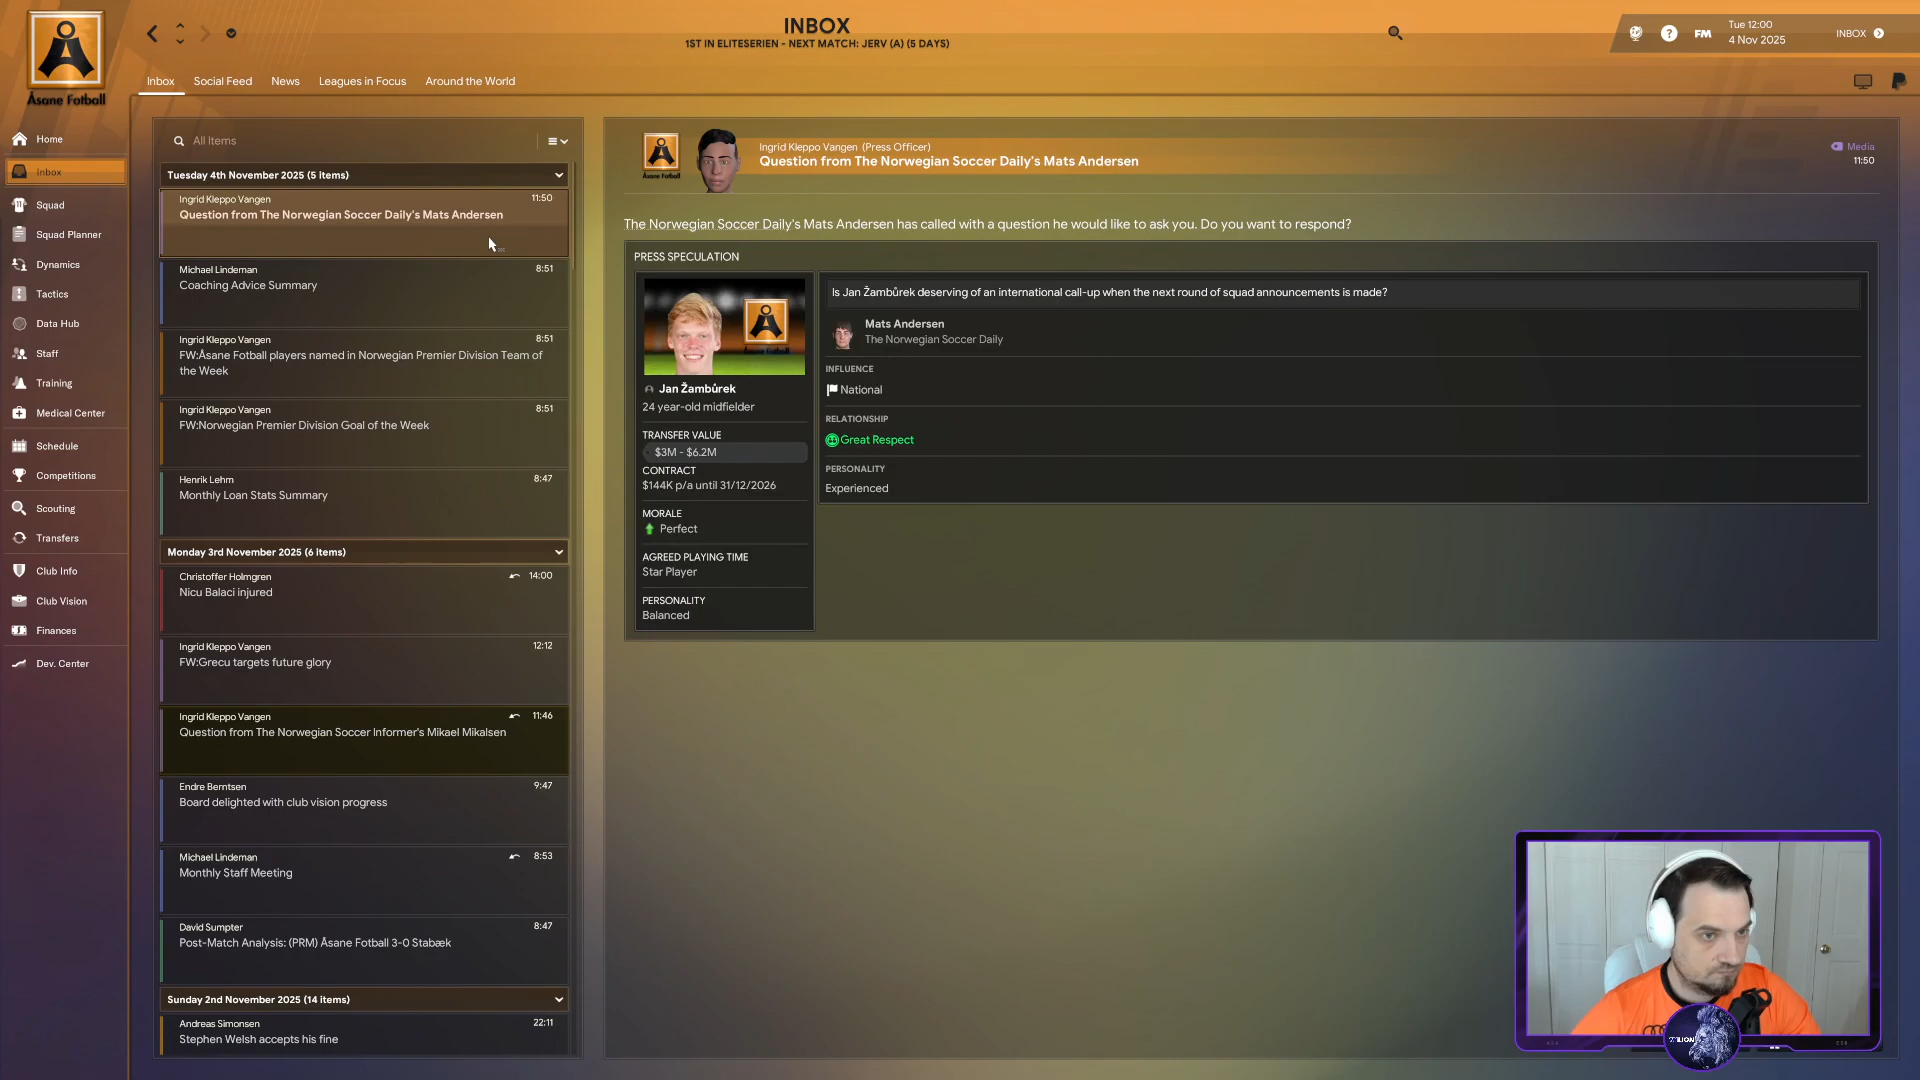 INBOX
1ST IN ELITESERIEN - NEXT MATCH: JERV (A) (5 DAYS)
FM
Tue 12:00
4 Nov 2025
INBOX
Åsane Fotball
Inbox
Social Feed
News
Leagues in Focus
Around the World
Home
Inbox
Squad
Squad Planner
Dynamics
Tactics
Data Hub
Staff
Training
Medical Center
Schedule
Competitions
Scouting
Transfers
Club Info
Club Vision
Finances
Dev. Center
All Items
Tuesday 4th November 2025 (5 items)
Ingrid Kleppo Vangen 11:50
Question from The Norwegian Soccer Daily's Mats Andersen
Michael Lindeman 8:51
Coaching Advice Summary
Ingrid Kleppo Vangen 8:51
FW:Åsane Fotball players named in Norwegian Premier Division Team of
the Week
Ingrid Kleppo Vangen 8:51
FW:Norwegian Premier Division Goal of the Week
Henrik Lehm 8:47
Monthly Loan Stats Summary
Monday 3rd November 2025 (6 items)
Christoffer Holmgren 14:00
Nicu Balaci injured
Ingrid Kleppo Vangen 12:12
FW:Grecu targets future glory
Ingrid Kleppo Vangen 11:46
Question from The Norwegian Soccer Informer's Mikael Mikalsen
Endre Berntsen 9:47
Board delighted with club vision progress
Michael Lindeman 8:53
Monthly Staff Meeting
David Sumpter 8:47
Post-Match Analysis: (PRM) Åsane Fotball 3-0 Stabæk
Sunday 2nd November 2025 (14 items)
Andreas Simonsen 22:11
Stephen Welsh accepts his fine
Ingrid Kleppo Vangen (Press Officer)
Question from The Norwegian Soccer Daily's Mats Andersen
Media
11:50
The Norwegian Soccer Daily's Mats Andersen has called with a question he would like to ask you. Do you want to respond?
PRESS SPECULATION
Jan Žambůrek
24 year-old midfielder
TRANSFER VALUE
$3M - $6.2M
CONTRACT
$144K p/a until 31/12/2026
MORALE
Perfect
AGREED PLAYING TIME
Star Player
PERSONALITY
Balanced
Is Jan Žambůrek deserving of an international call-up when the next round of squad announcements is made?
Mats Andersen
The Norwegian Soccer Daily
INFLUENCE
National
RELATIONSHIP
Great Respect
PERSONALITY
Experienced